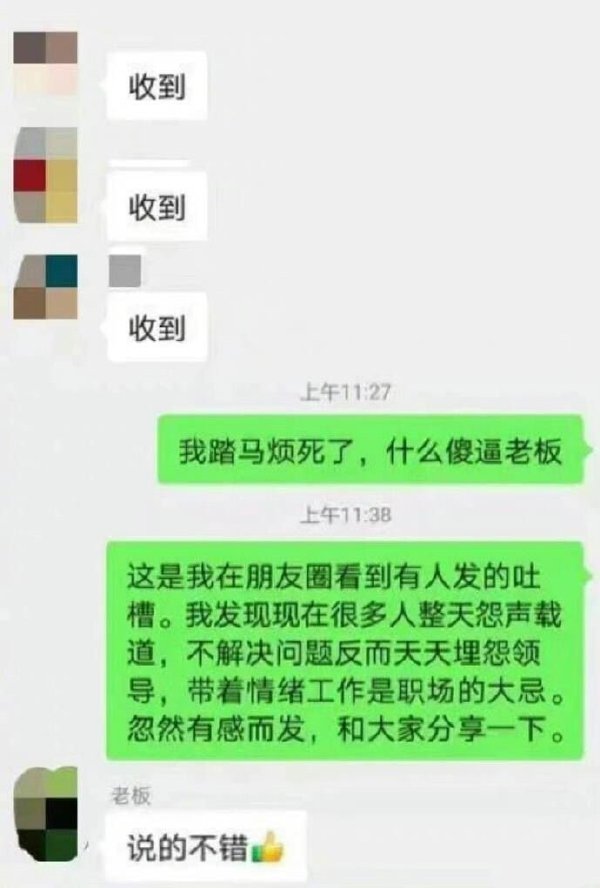 收到
收到
收到
上午11:27
我踏马烦死了，什么傻逼老板
上午11:38
这是我在朋友圈看到有人发的吐
槽。我发现现在很多人整天怨声载
道，不解决问题反而天天埋怨领
导，带着情绪工作是职场的大忌。
忽然有感而发，和大家分享一下。
老板
说的不错👍